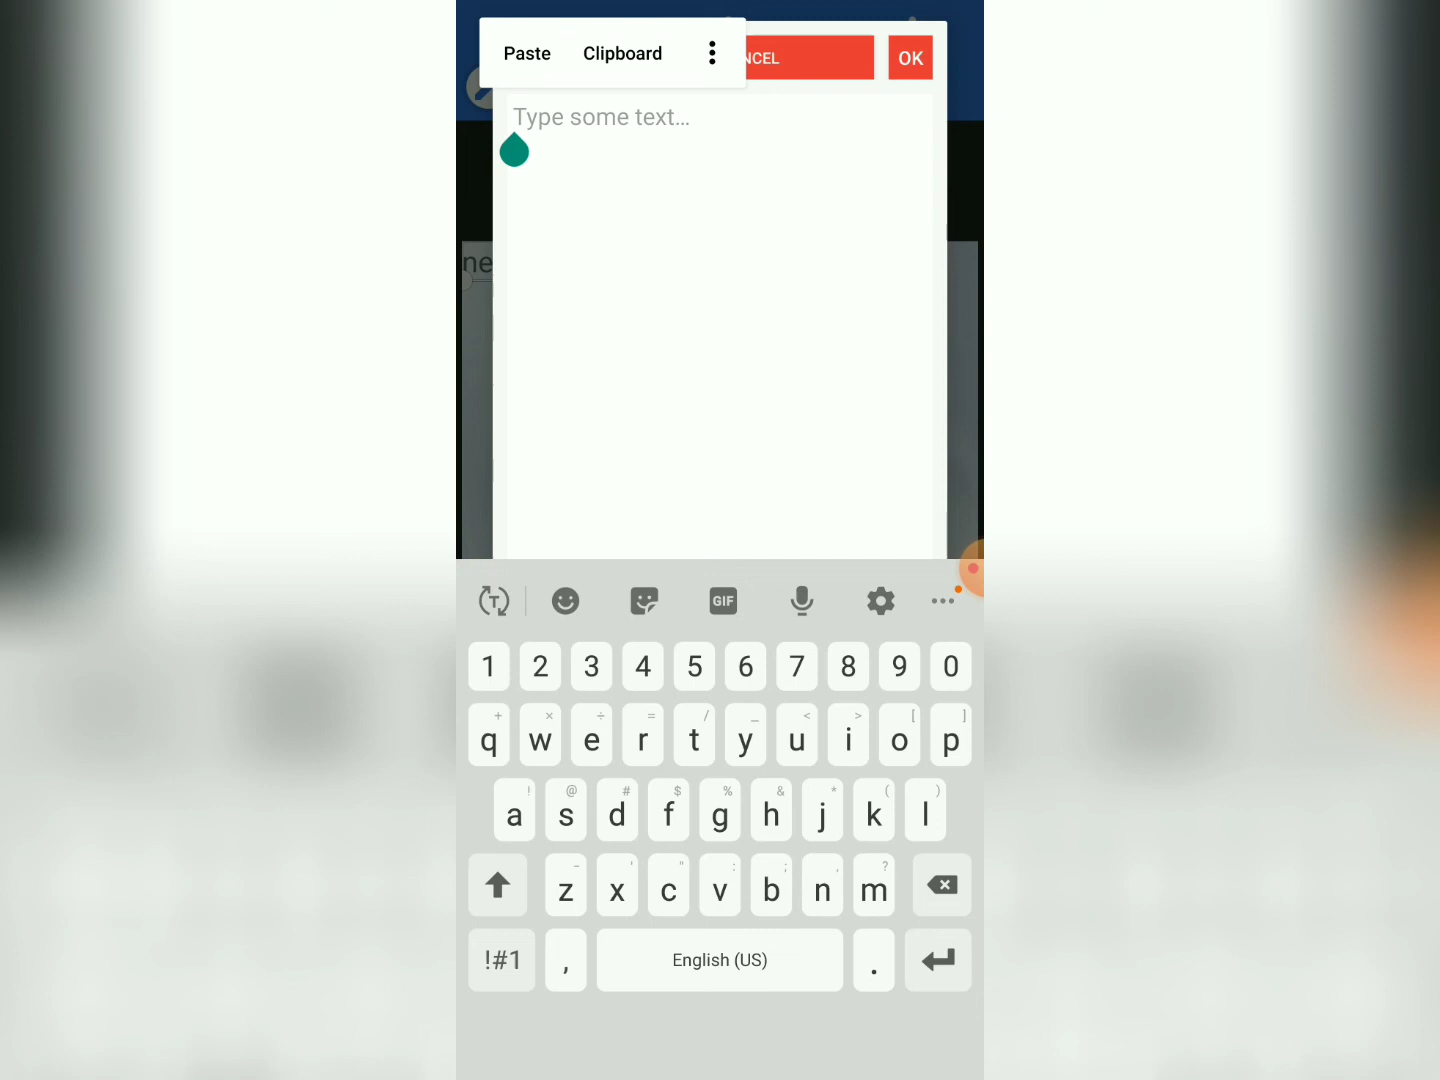 Paste Clipboard
NCEL OK
Type some text...
ne
GIF
1 2 3 4 5 6 7 8 9 0
+ × ÷ = / _ < > [ ]
q w e r t y u i o p
! @ # $ % & * ( )
a s d f g h j k l
- ' " : ; , ?
z x c v b n m
!#1 , English (US) .